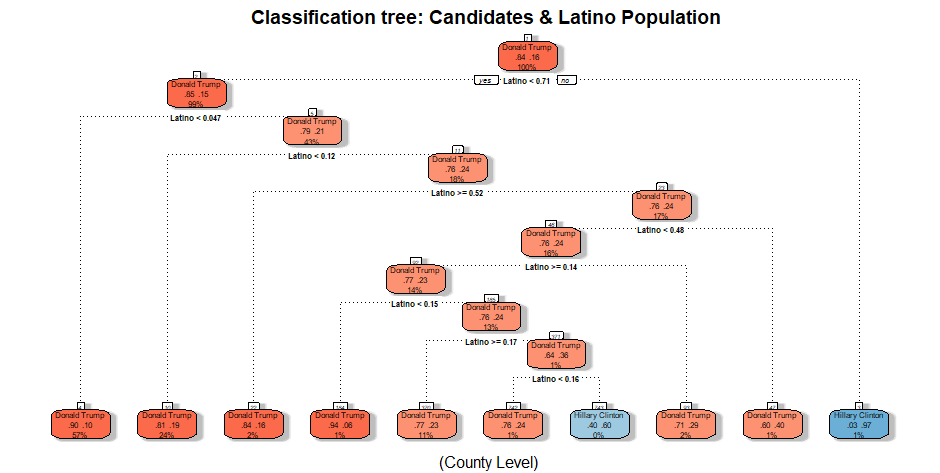 Classification tree: Candidates & Latino Population
1
Donald Trump
.84 .16
100%
yes Latino < 0.71 no
2
Donald Trump
.85 .15
99%
Latino < 0.047
5
Donald Trump
.79 .21
43%
Latino < 0.12
11
Donald Trump
.76 .24
18%
Latino >= 0.52
23
Donald Trump
.76 .24
17%
Latino < 0.48
46
Donald Trump
.76 .24
16%
Latino >= 0.14
92
Donald Trump
.77 .23
14%
Latino < 0.15
185
Donald Trump
.76 .24
13%
Latino >= 0.17
371
Donald Trump
.64 .36
1%
Latino < 0.16
4
Donald Trump
.90 .10
57%
Donald Trump
.81 .19
24%
22
Donald Trump
.84 .16
2%
184
Donald Trump
.94 .06
1%
370
Donald Trump
.77 .23
11%
742
Donald Trump
.76 .24
1%
743
Hillary Clinton
.40 .60
0%
93
Donald Trump
.71 .29
2%
47
Donald Trump
.60 .40
1%
Hillary Clinton
.03 .97
1%
(County Level)